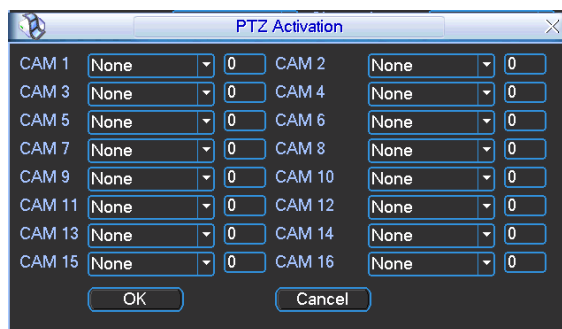 PTZ Activation
CAM 1 None 0 CAM 2 None 0
CAM 3 None 0 CAM 4 None 0
CAM 5 None 0 CAM 6 None 0
CAM 7 None 0 CAM 8 None 0
CAM 9 None 0 CAM 10 None 0
CAM 11 None 0 CAM 12 None 0
CAM 13 None 0 CAM 14 None 0
CAM 15 None 0 CAM 16 None 0
OK Cancel